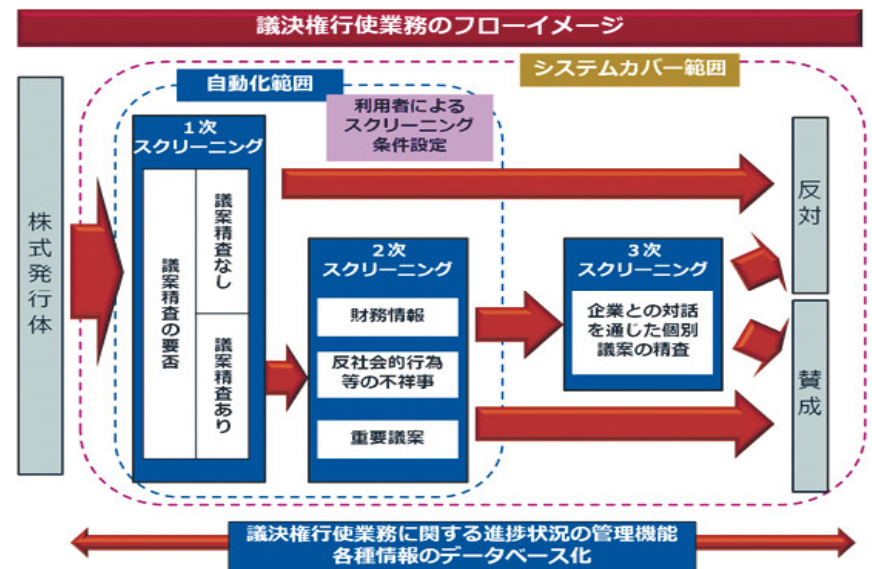 議決権行使業務のフローイメージ
システムカバー範囲
自動化範囲
利用者による
スクリーニング
条件設定
株式発行体
1次
スクリーニング
議案精査の要否
議案精査なし
議案精査あり
2次
スクリーニング
財務情報
反社会的行為
等の不祥事
重要議案
3次
スクリーニング
企業との対話
を通じた個別
議案の精査
反対
賛成
議決権行使業務に関する進捗状況の管理機能
各種情報のデータベース化